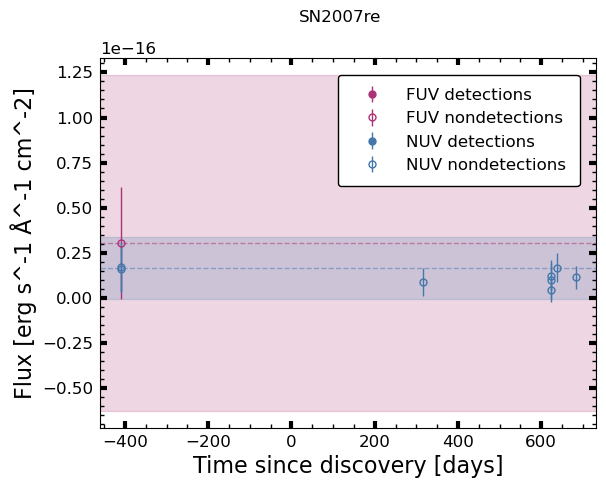 SN2007re
1e−16
1.25
1.00
0.75
0.50
0.25
0.00
−0.25
−0.50
Flux [erg s^-1 Å^-1 cm^-2]
FUV detections
FUV nondetections
NUV detections
NUV nondetections
−400
−200
0
200
400
600
Time since discovery [days]